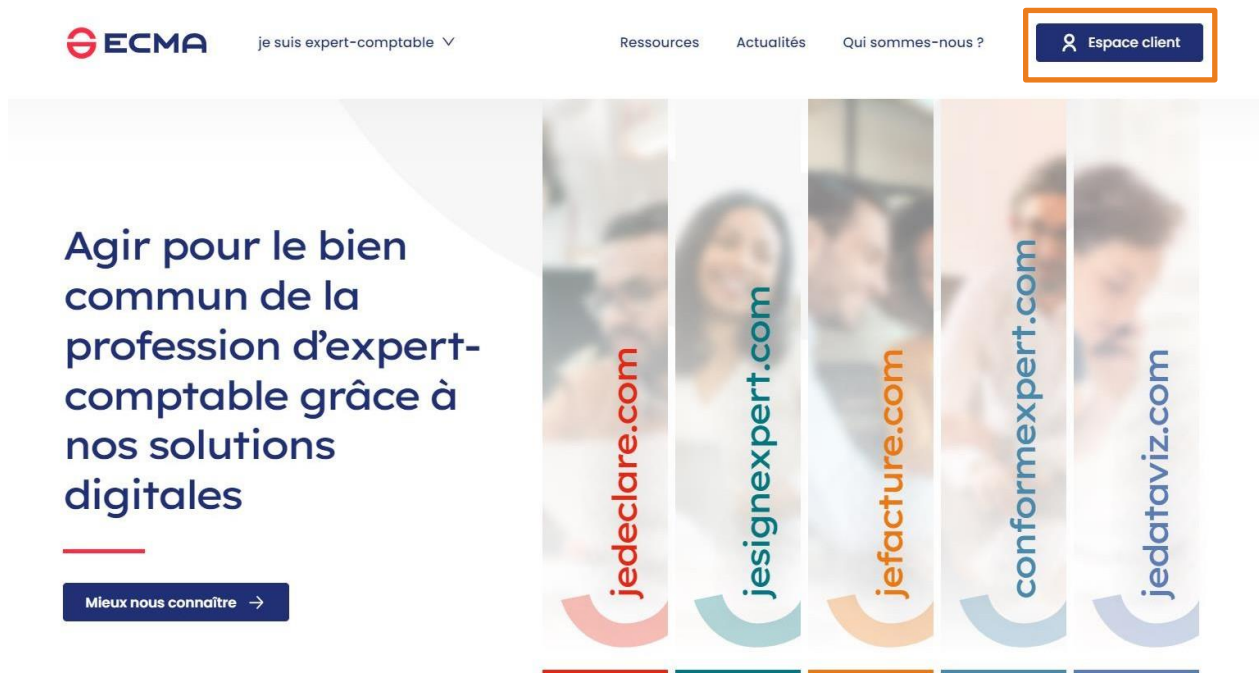 ECMA
je suis expert-comptable
Ressources
Actualités
Qui sommes-nous ?
Espace client
Agir pour le bien
commun de la
profession d'expert-
comptable grâce à
nos solutions
digitales
Mieux nous connaître →
jedeclare.com
jesignexpert.com
jefacture.com
conformexpert.com
jedataviz.com